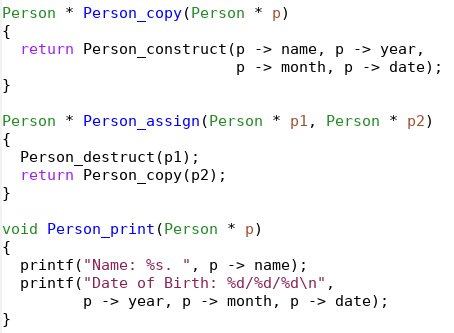 Person * Person_copy(Person * p)
{
  return Person_construct(p -> name, p -> year,
                          p -> month, p -> date);
}

Person * Person_assign(Person * p1, Person * p2)
{
  Person_destruct(p1);
  return Person_copy(p2);
}

void Person_print(Person * p)
{
  printf("Name: %s. ", p -> name);
  printf("Date of Birth: %d/%d/%d\n",
         p -> year, p -> month, p -> date);
}